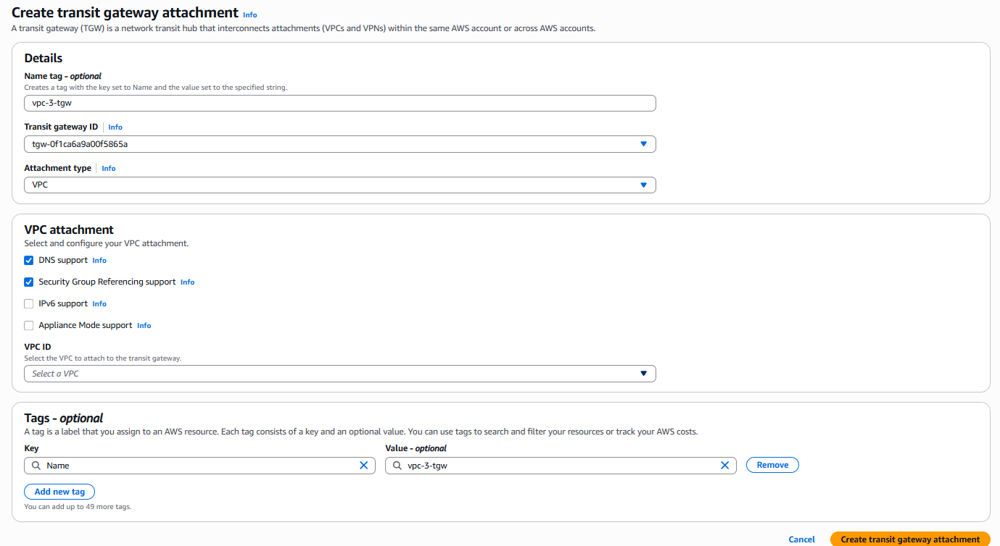 Create transit gateway attachment Info
A transit gateway (TGW) is a network transit hub that interconnects attachments (VPCs and VPNs) within the same AWS account or across AWS accounts.
Details
Name tag - optional
Creates a tag with the key set to Name and the value set to the specified string.
vpc-3-tgw
Transit gateway ID Info
tgw-0f1ca6a9a00f5865a
Attachment type Info
VPC
VPC attachment
Select and configure your VPC attachment.
DNS support Info
Security Group Referencing support Info
IPv6 support Info
Appliance Mode support Info
VPC ID
Select the VPC to attach to the transit gateway.
Select a VPC
Tags - optional
A tag is a label that you assign to an AWS resource. Each tag consists of a key and an optional value. You can use tags to search and filter your resources or track your AWS costs.
Key Value - optional
Name vpc-3-tgw Remove
Add new tag
You can add up to 49 more tags.
Cancel Create transit gateway attachment